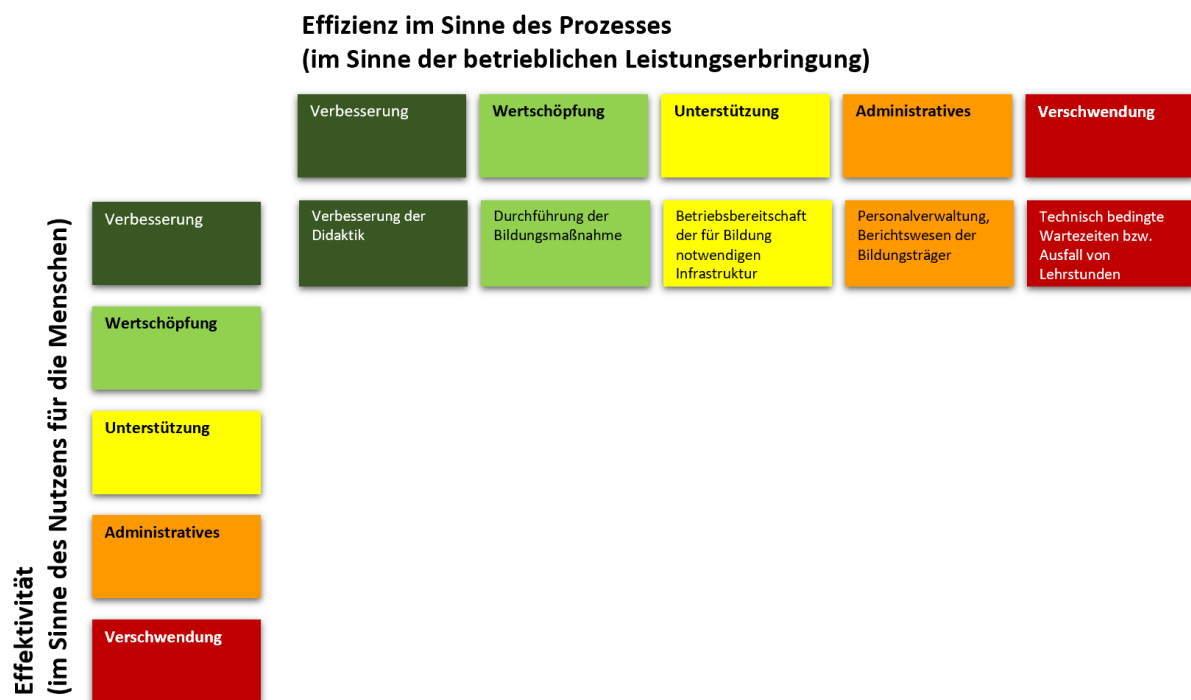 Effizienz im Sinne des Prozesses
(im Sinne der betrieblichen Leistungserbringung)
Verbesserung
Wertschöpfung
Unterstützung
Administratives
Verschwendung
Effektivität
(im Sinne des Nutzens für die Menschen)
Verbesserung
Verbesserung der
Didaktik
Durchführung der
Bildungsmaßnahme
Betriebsbereitschaft
der für Bildung
notwendigen
Infrastruktur
Personalverwaltung,
Berichtswesen der
Bildungsträger
Technisch bedingte
Wartezeiten bzw.
Ausfall von
Lehrstunden
Wertschöpfung
Unterstützung
Administratives
Verschwendung